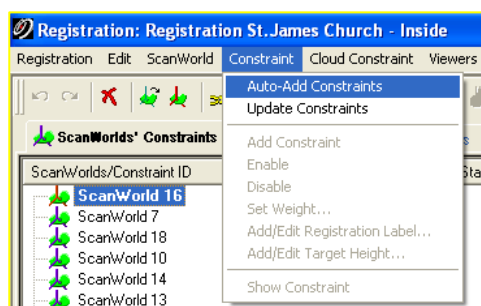 Registration: Registration St.James Church - Inside
Registration Edit ScanWorld Constraint Cloud Constraint Viewers
Auto-Add Constraints
Update Constraints
ScanWorlds' Constraints
Add Constraint
ScanWorlds/Constraint ID
Enable
ScanWorld 16
Disable
ScanWorld 7
Set Weight...
ScanWorld 18
Add/Edit Registration Label...
ScanWorld 10
Add/Edit Target Height...
ScanWorld 14
Show Constraint
ScanWorld 13